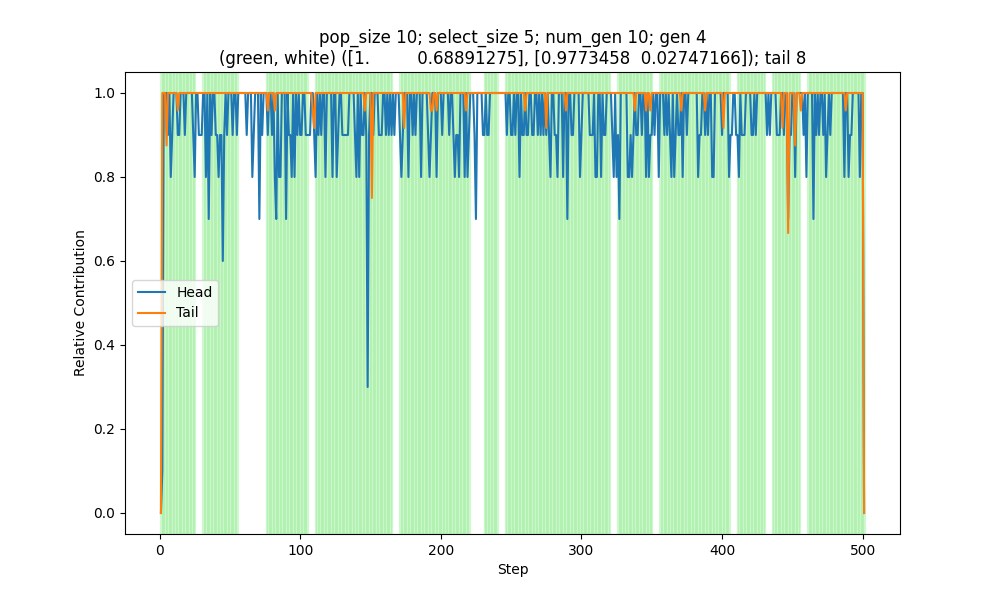 pop_size 10; select_size 5; num_gen 10; gen 4
(green, white) ([1.         0.68891275], [0.9773458  0.02747166]); tail 8
1.0
0.8
0.6
0.4
0.2
0.0
Relative Contribution
Head
Tail
0
100
200
300
400
500
Step